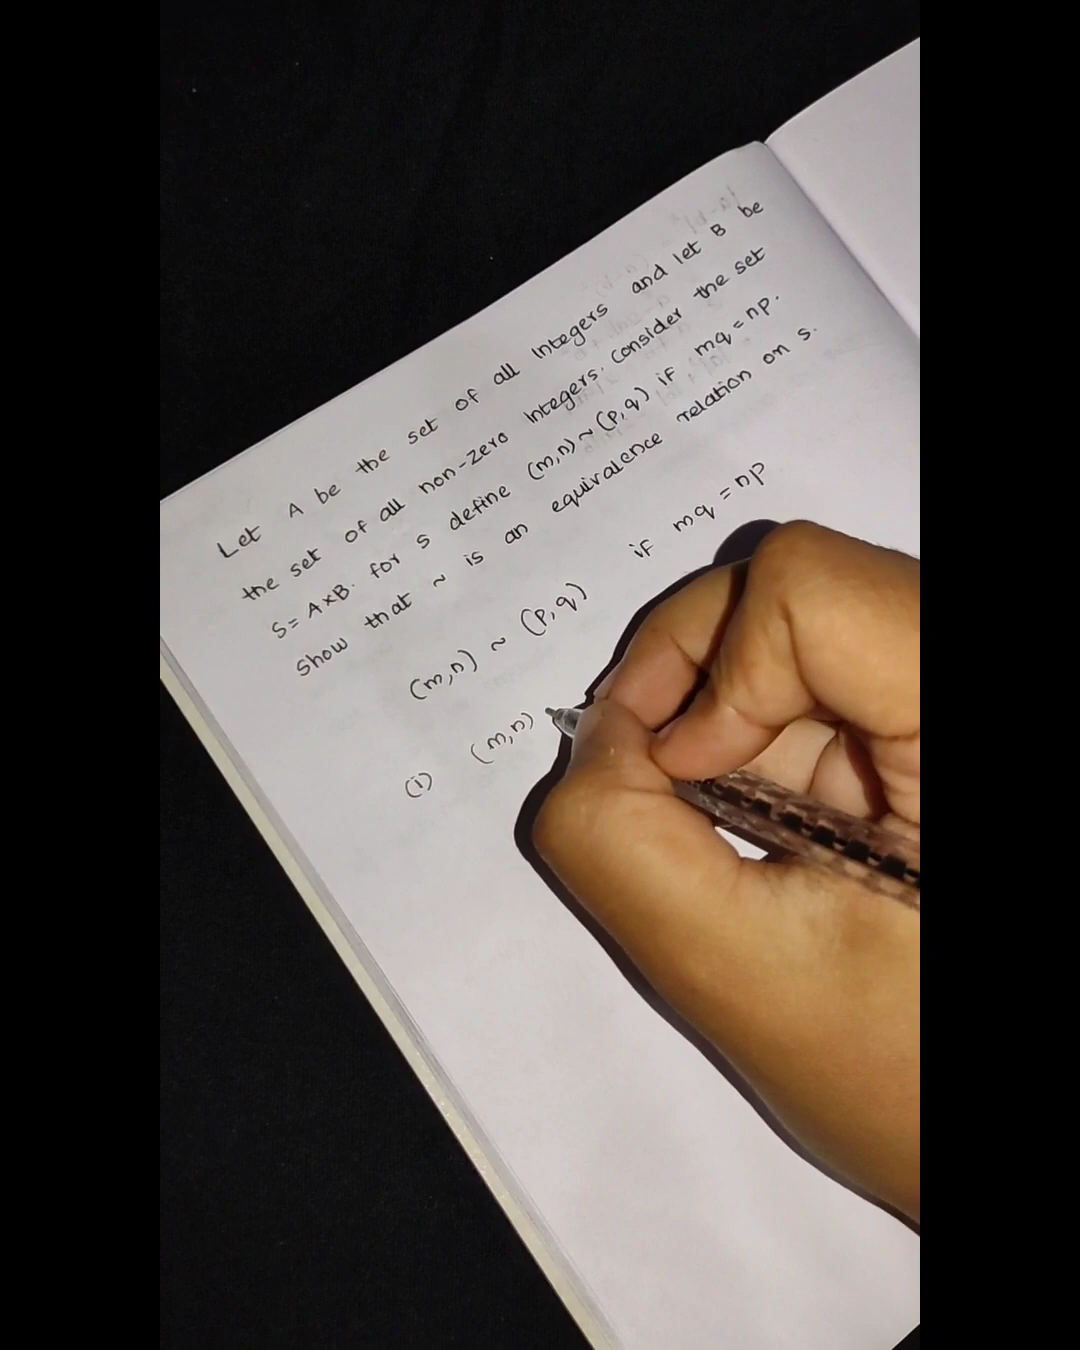 Let A be the set of all Integers and let B be
the set of all non-zero Integers. Consider the set
S = A×B. for S define (m,n) ~ (p,q) if mq = np.
Show that ~ is an equivalence relation on S.
(m,n) ~ (p,q) if mq = np
(i) (m,n)